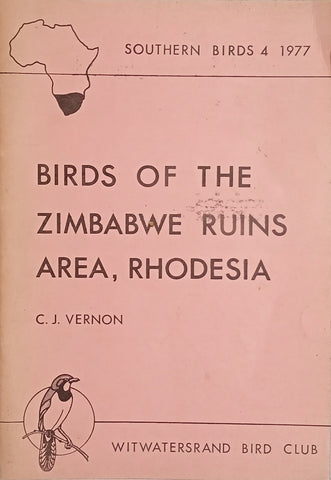 SOUTHERN BIRDS 4 1977
BIRDS OF THE
ZIMBABWE RUINS
AREA, RHODESIA
C. J. VERNON
WITWATERSRAND BIRD CLUB